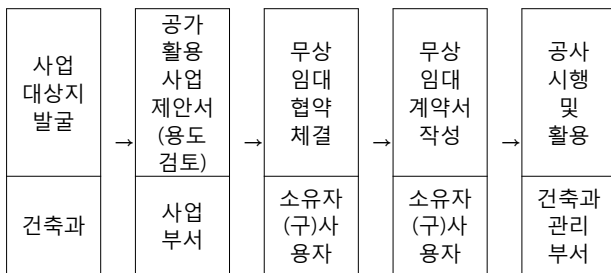 사업
대상지
발굴
건축과
→
공가
활용
사업
제안서
(용도
검토)
사업
부서
→
무상
임대
협약
체결
소유자
(구)사
용자
→
무상
임대
계약서
작성
소유자
(구)사
용자
→
공사
시행
및
활용
건축과
관리
부서